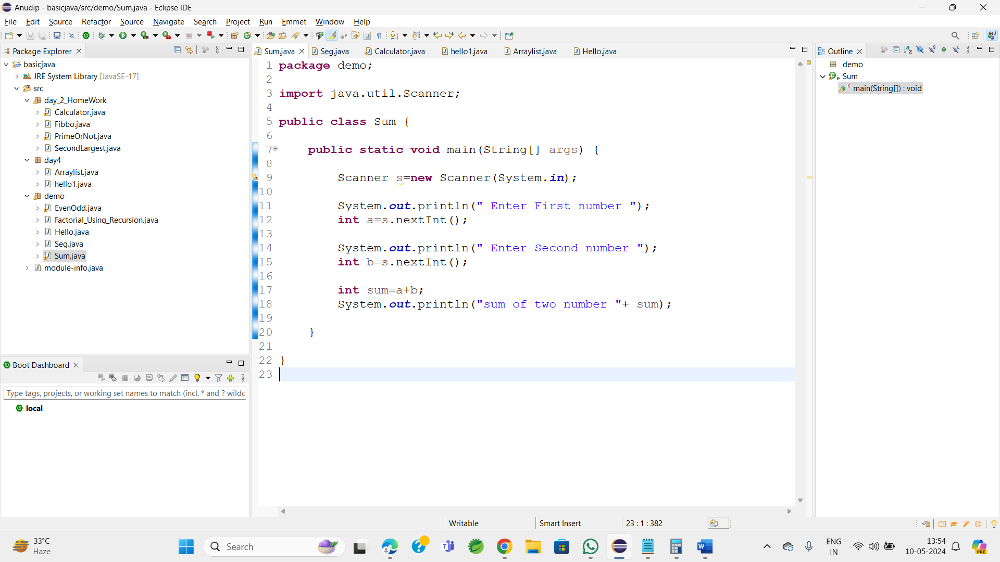 Anudip - basicjava/src/demo/Sum.java - Eclipse IDE
File Edit Source Refactor Source Navigate Search Project Run Emmet Window Help
Package Explorer
basicjava
JRE System Library [JavaSE-17]
src
day_2_HomeWork
Calculator.java
Fibbo.java
PrimeOrNot.java
SecondLargest.java
day4
Arraylist.java
hello1.java
demo
EvenOdd.java
Factorial_Using_Recursion.java
Hello.java
Seg.java
Sum.java
module-info.java
Boot Dashboard
Type tags, projects, or working set names to match (incl. * and ? wildc
local
Sum.java Seg.java Calculator.java hello1.java Arraylist.java Hello.java
1 package demo;
2
3 import java.util.Scanner;
4
5 public class Sum {
6
7 public static void main(String[] args) {
8
9 Scanner s=new Scanner(System.in);
10
11 System.out.println(" Enter First number ");
12 int a=s.nextInt();
13
14 System.out.println(" Enter Second number ");
15 int b=s.nextInt();
16
17 int sum=a+b;
18 System.out.println("sum of two number "+ sum);
19
20 }
21
22 }
23
Outline
demo
Sum
main(String[]) : void
Writable Smart Insert 23 : 1 : 382
33°C
Haze
Search
ENG
IN
13:54
10-05-2024
PRE